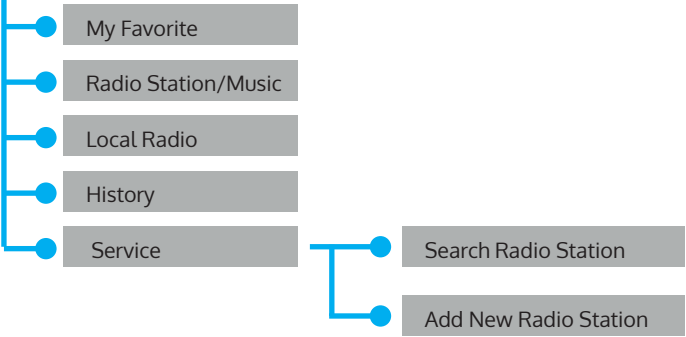 My Favorite
Radio Station/Music
Local Radio
History
Service
Search Radio Station
Add New Radio Station